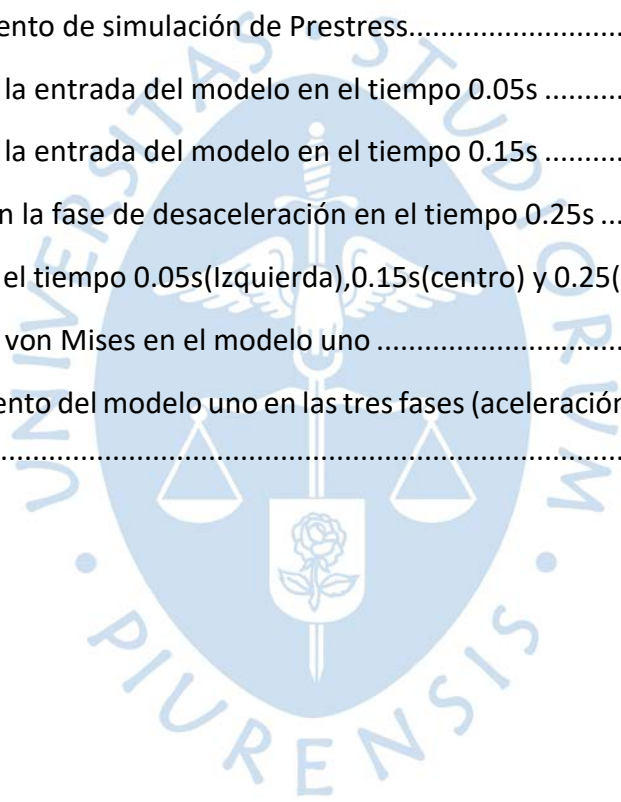 ento de simulación de Prestress..............................
la entrada del modelo en el tiempo 0.05s ...........
la entrada del modelo en el tiempo 0.15s ...........
n la fase de desaceleración en el tiempo 0.25s ...
el tiempo 0.05s(Izquierda),0.15s(centro) y 0.25(
von Mises en el modelo uno ..................................
ento del modelo uno en las tres fases (aceleración
....................................................................................
UNIVERSITAS • STUDIORUM • PIURENSIS •